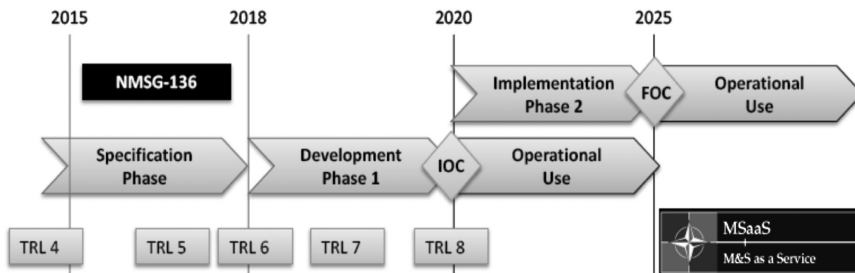 2015 2018 2020 2025
NMSG-136
Implementation
Phase 2
FOC
Operational
Use
Specification
Phase
Development
Phase 1
IOC
Operational
Use
TRL 4 TRL 5 TRL 6 TRL 7 TRL 8
MSaaS
M&S as a Service